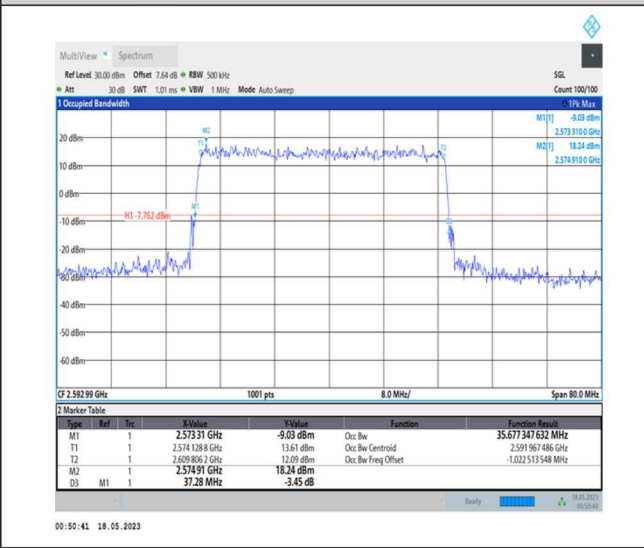 MultiView Spectrum
Ref Level 30.00 dBm Offset 7.64 dB RBW 500 kHz SGL
Att 30 dB SWT 1.01 ms VBW 1 MHz Mode Auto Sweep Count 100/100
1 Occupied Bandwidth 1Pk Max
M1[1] -9.03 dBm
2.573 310 0 GHz
M2[1] 18.24 dBm
2.574 910 0 GHz
M2
T1
T2
20 dBm
10 dBm
0 dBm
M1
H1 -7.762 dBm
-10 dBm
D3
-20 dBm
-30 dBm
-40 dBm
-50 dBm
-60 dBm
CF 2.592 99 GHz 1001 pts 8.0 MHz/ Span 80.0 MHz
2 Marker Table
Type Ref Trc X-Value Y-Value Function Function Result
M1 1 2.573 31 GHz -9.03 dBm Occ Bw 35.677 347 632 MHz
T1 1 2.574 128 8 GHz 13.61 dBm Occ Bw Centroid 2.591 967 486 GHz
T2 1 2.609 806 2 GHz 12.09 dBm Occ Bw Freq Offset -1.022 513 548 MHz
M2 1 2.574 91 GHz 18.24 dBm
D3 M1 1 37.28 MHz -3.45 dB
Ready 18.05.2023
00:50:40
00:50:41 18.05.2023